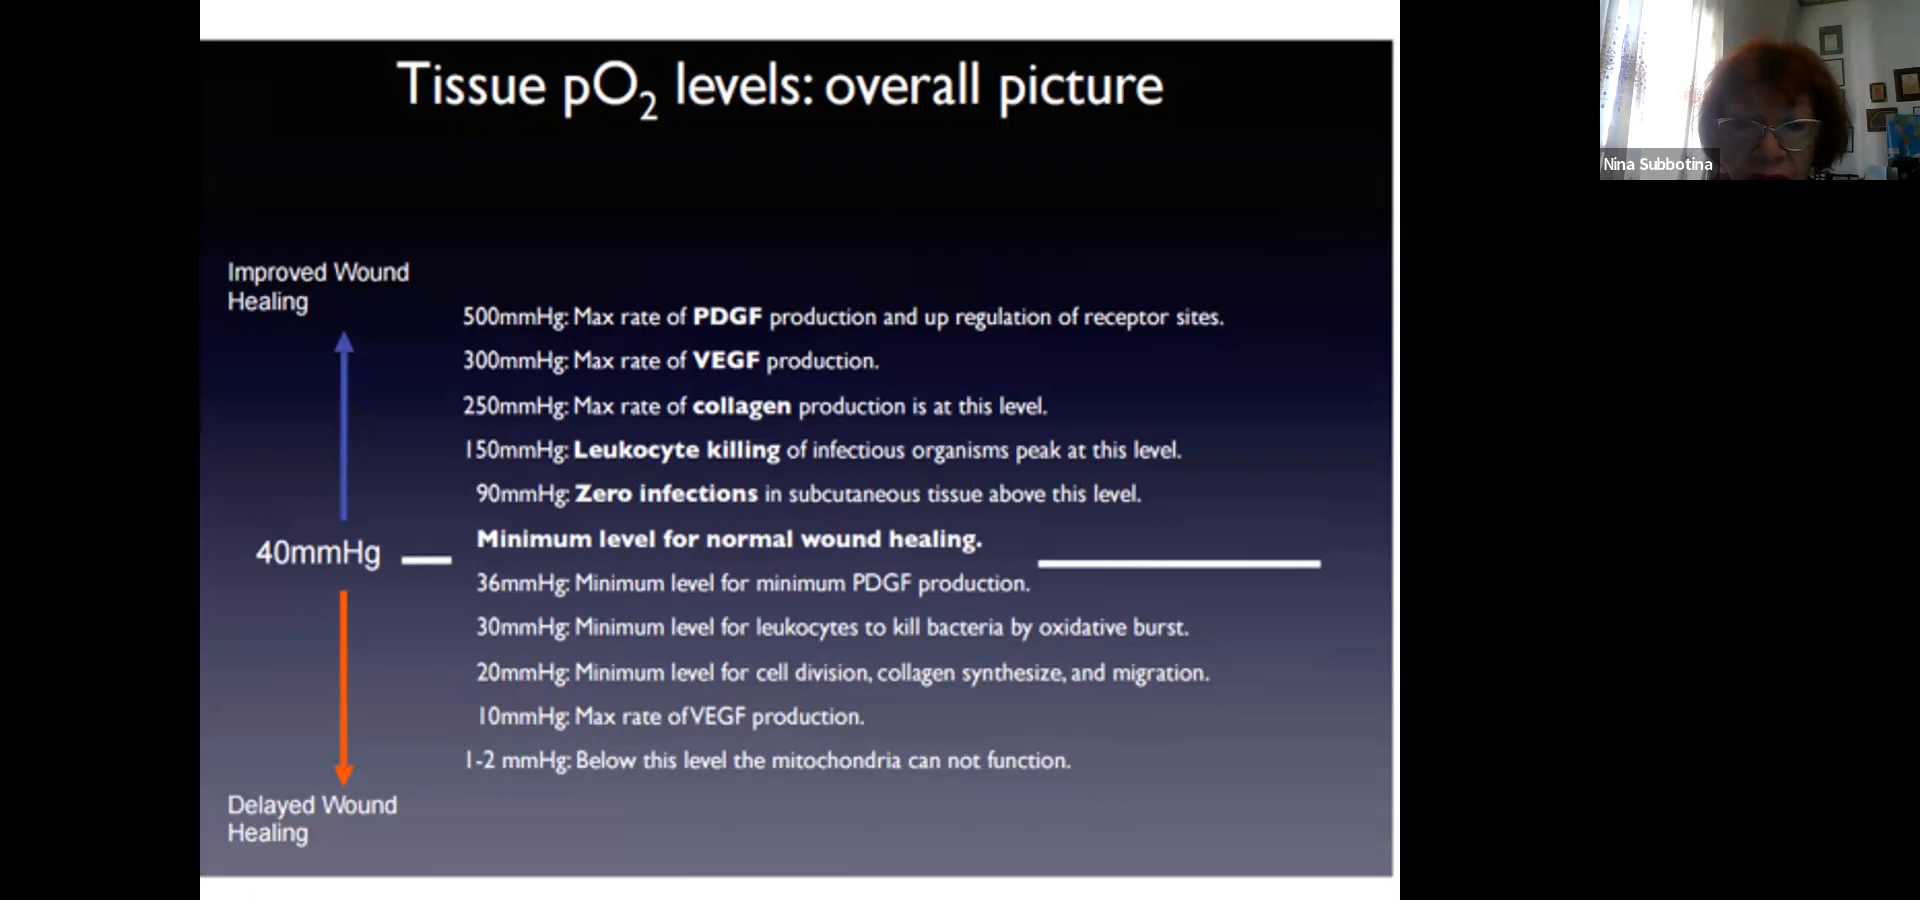 Tissue pO2 levels: overall picture
Nina Subbotina
Improved Wound
Healing
500mmHg: Max rate of PDGF production and up regulation of receptor sites.
300mmHg: Max rate of VEGF production.
250mmHg: Max rate of collagen production is at this level.
150mmHg: Leukocyte killing of infectious organisms peak at this level.
90mmHg: Zero infections in subcutaneous tissue above this level.
40mmHg
Minimum level for normal wound healing.
36mmHg: Minimum level for minimum PDGF production.
30mmHg: Minimum level for leukocytes to kill bacteria by oxidative burst.
20mmHg: Minimum level for cell division, collagen synthesize, and migration.
10mmHg: Max rate of VEGF production.
1-2 mmHg: Below this level the mitochondria can not function.
Delayed Wound
Healing